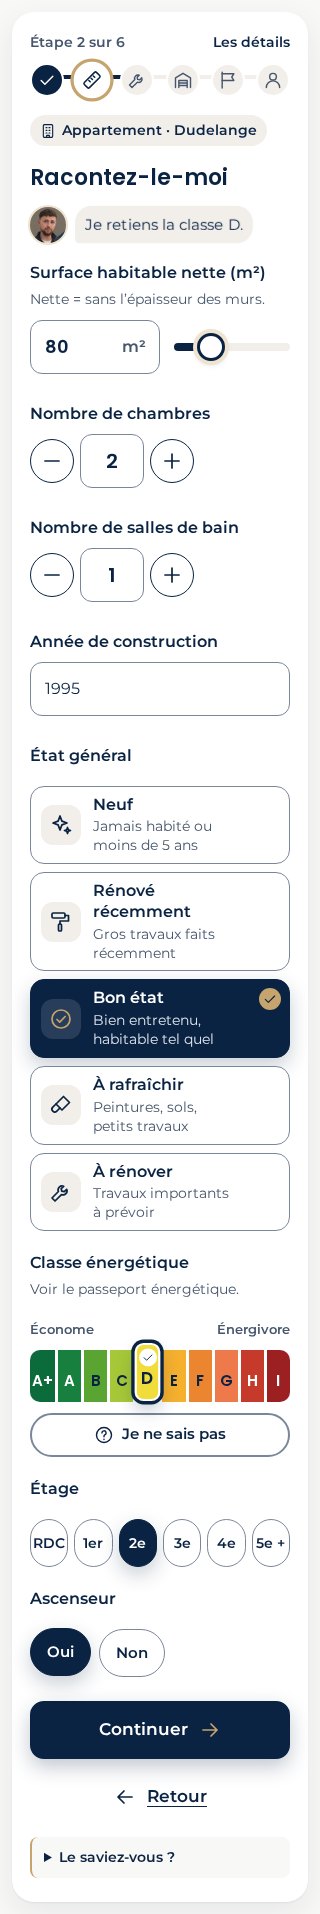 Étape 2 sur 6
Les détails
Appartement · Dudelange
Racontez-le-moi
Je retiens la classe D.
Surface habitable nette (m²)
Nette = sans l'épaisseur des murs.
80 m²
Nombre de chambres
2
Nombre de salles de bain
1
Année de construction
1995
État général
Neuf
Jamais habité ou
moins de 5 ans
Rénové
récemment
Gros travaux faits
récemment
Bon état
Bien entretenu,
habitable tel quel
À rafraîchir
Peintures, sols,
petits travaux
À rénover
Travaux importants
à prévoir
Classe énergétique
Voir le passeport énergétique.
Économe
Énergivore
A+ A B C D E F G H I
Je ne sais pas
Étage
RDC 1er 2e 3e 4e 5e +
Ascenseur
Oui Non
Continuer
Retour
Le saviez-vous ?